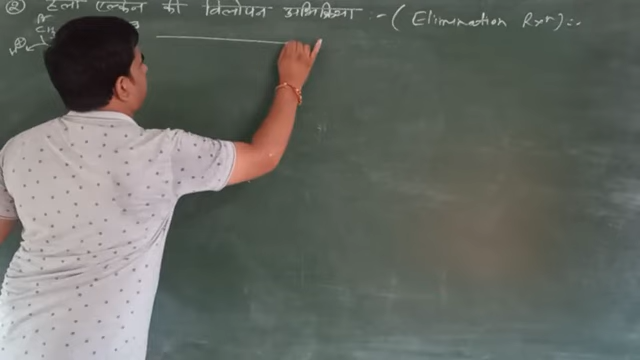 ② हैलो एल्केन की विलोपन अभिक्रिया :- ( Elimination Rxn) :-